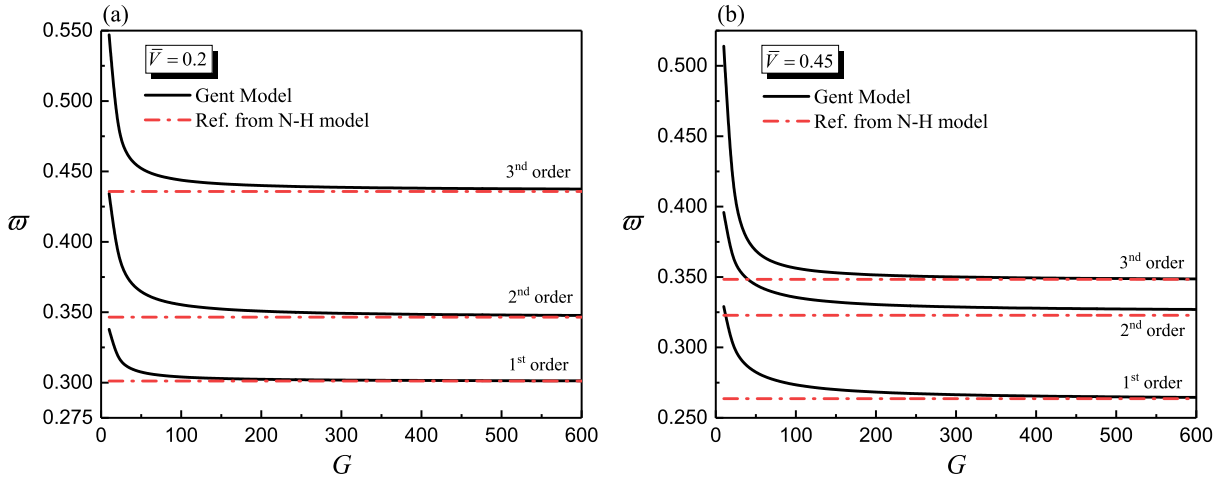 (a)
V̅ = 0.2
Gent Model
Ref. from N-H model
3nd order
2nd order
1st order
0.550
0.500
0.450
0.400
0.350
0.300
0.275
ϖ
0 100 200 300 400 500 600
G
(b)
V̅ = 0.45
Gent Model
Ref. from N-H model
3nd order
2nd order
1st order
0.500
0.450
0.400
0.350
0.300
0.250
ϖ
0 100 200 300 400 500 600
G